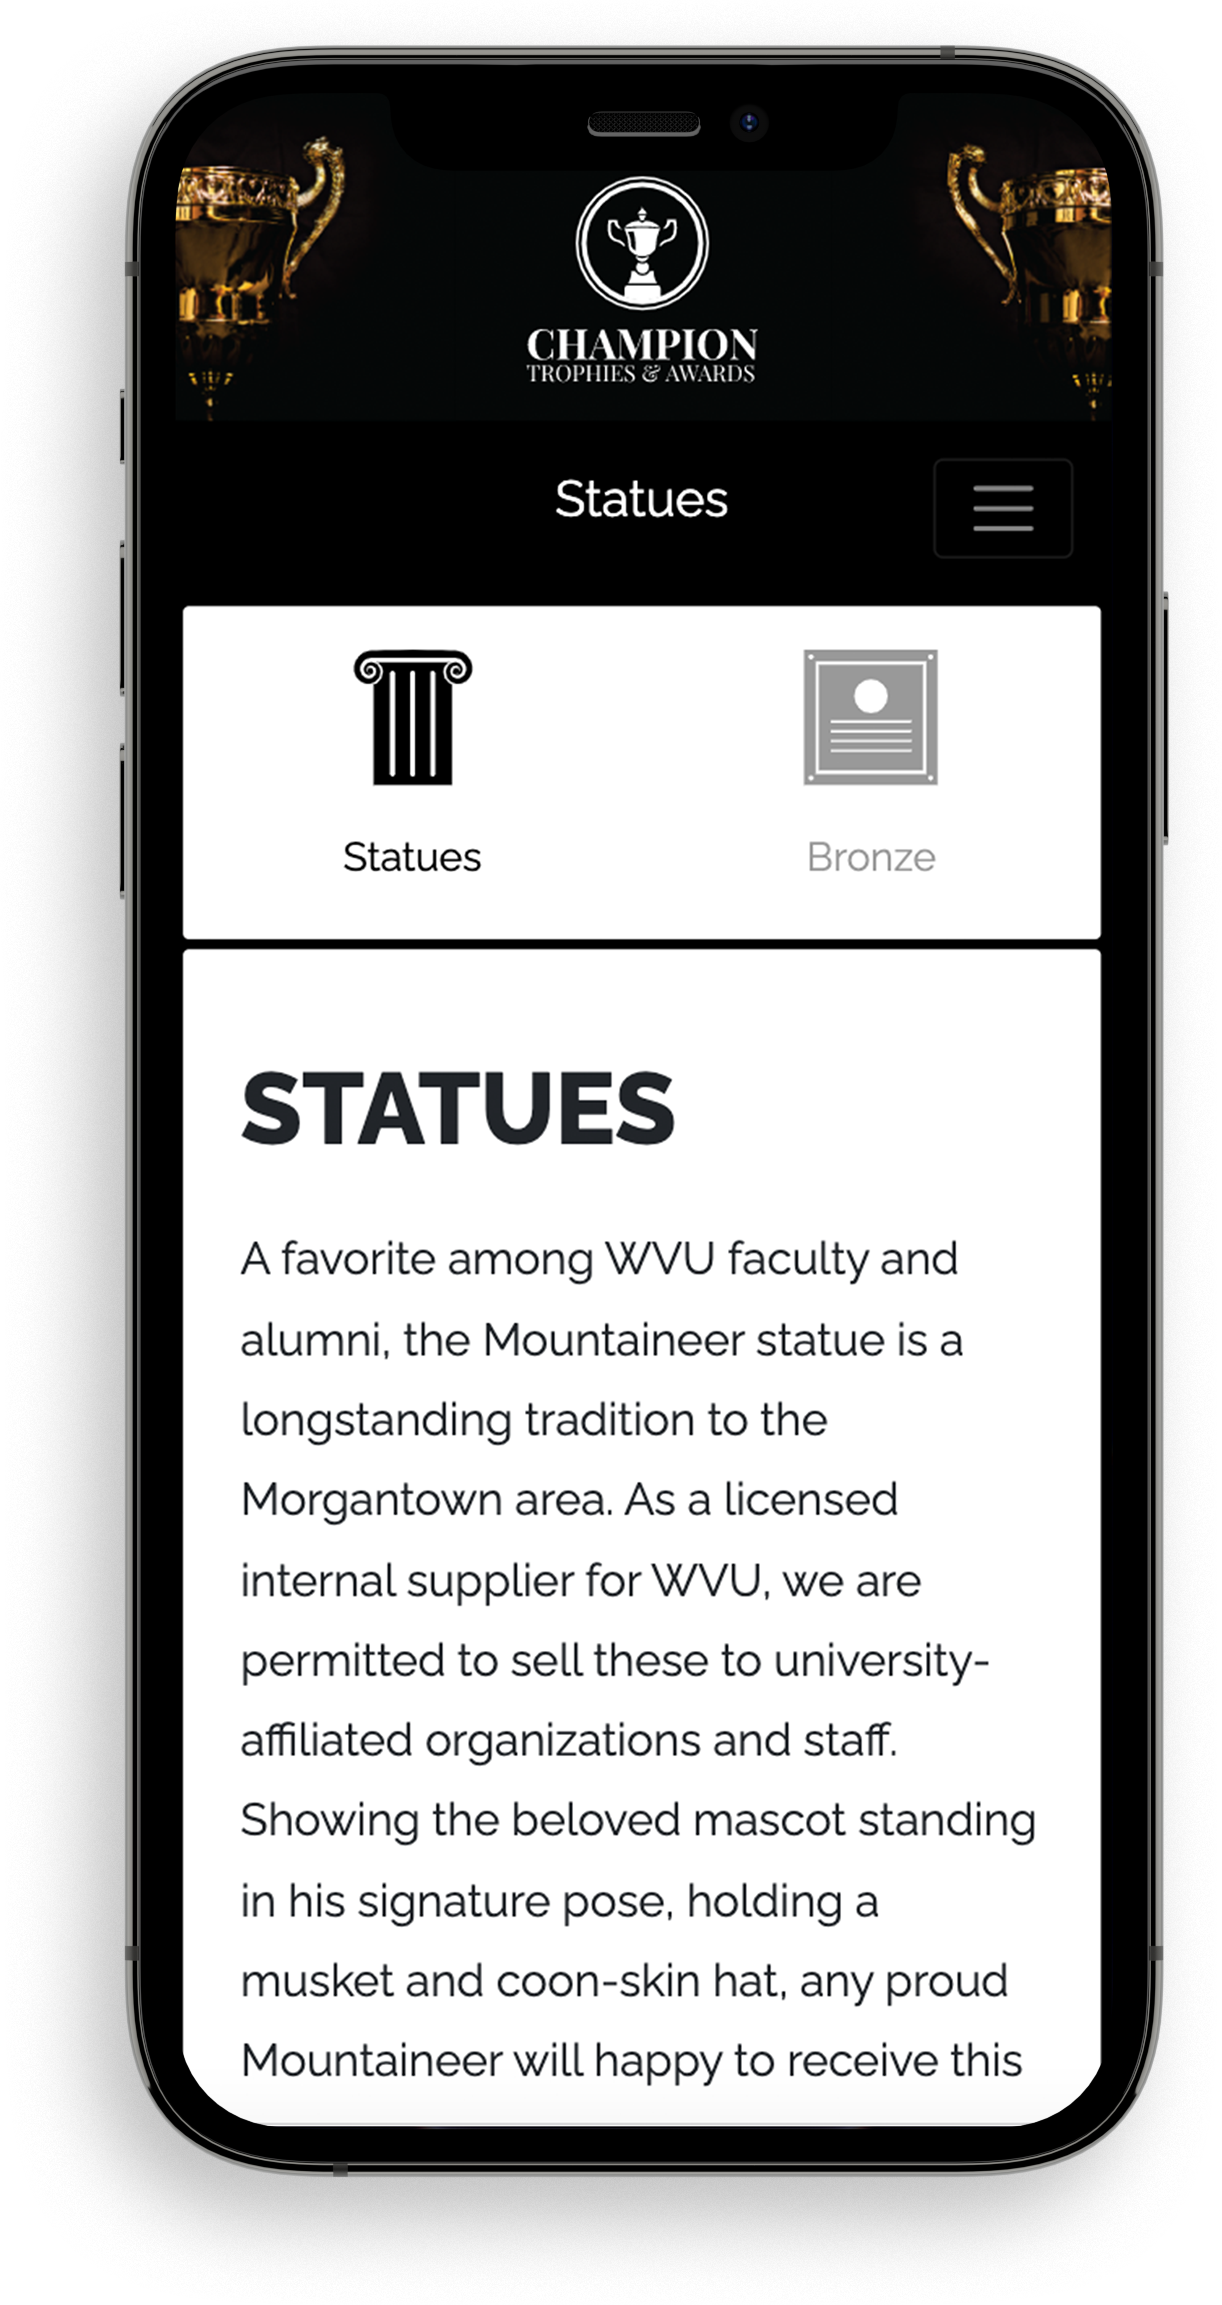 CHAMPION
TROPHIES & AWARDS
Statues
Statues
Bronze
STATUES
A favorite among WVU faculty and
alumni, the Mountaineer statue is a
longstanding tradition to the
Morgantown area. As a licensed
internal supplier for WVU, we are
permitted to sell these to university-
affiliated organizations and staff.
Showing the beloved mascot standing
in his signature pose, holding a
musket and coon-skin hat, any proud
Mountaineer will happy to receive this